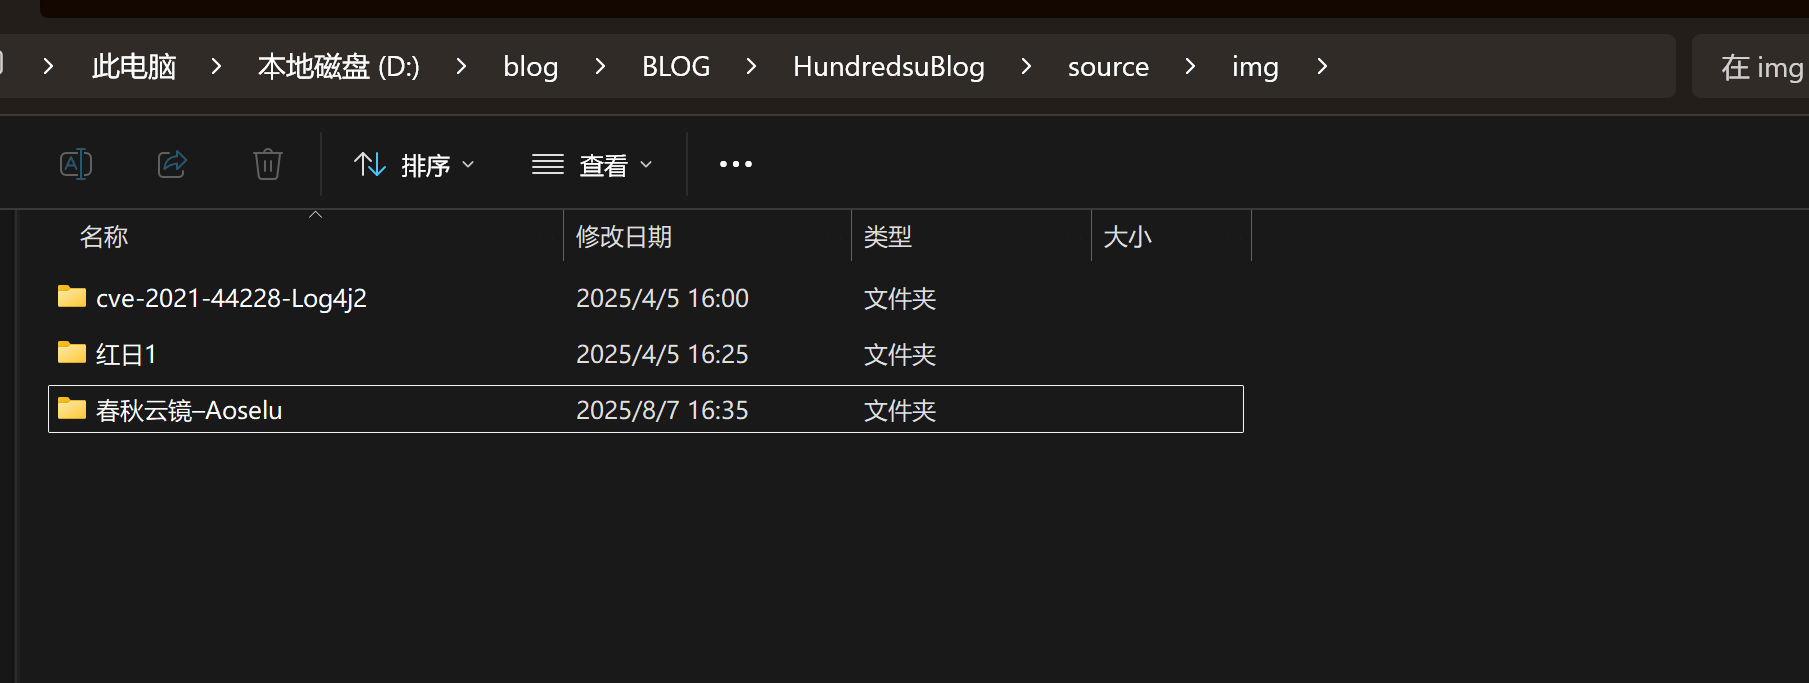 此电脑 > 本地磁盘 (D:) > blog > BLOG > HundredsuBlog > source > img > 在 img
排序 查看 •••
名称 修改日期 类型 大小
cve-2021-44228-Log4j2 2025/4/5 16:00 文件夹
红日1 2025/4/5 16:25 文件夹
春秋云镜–Aoselu 2025/8/7 16:35 文件夹